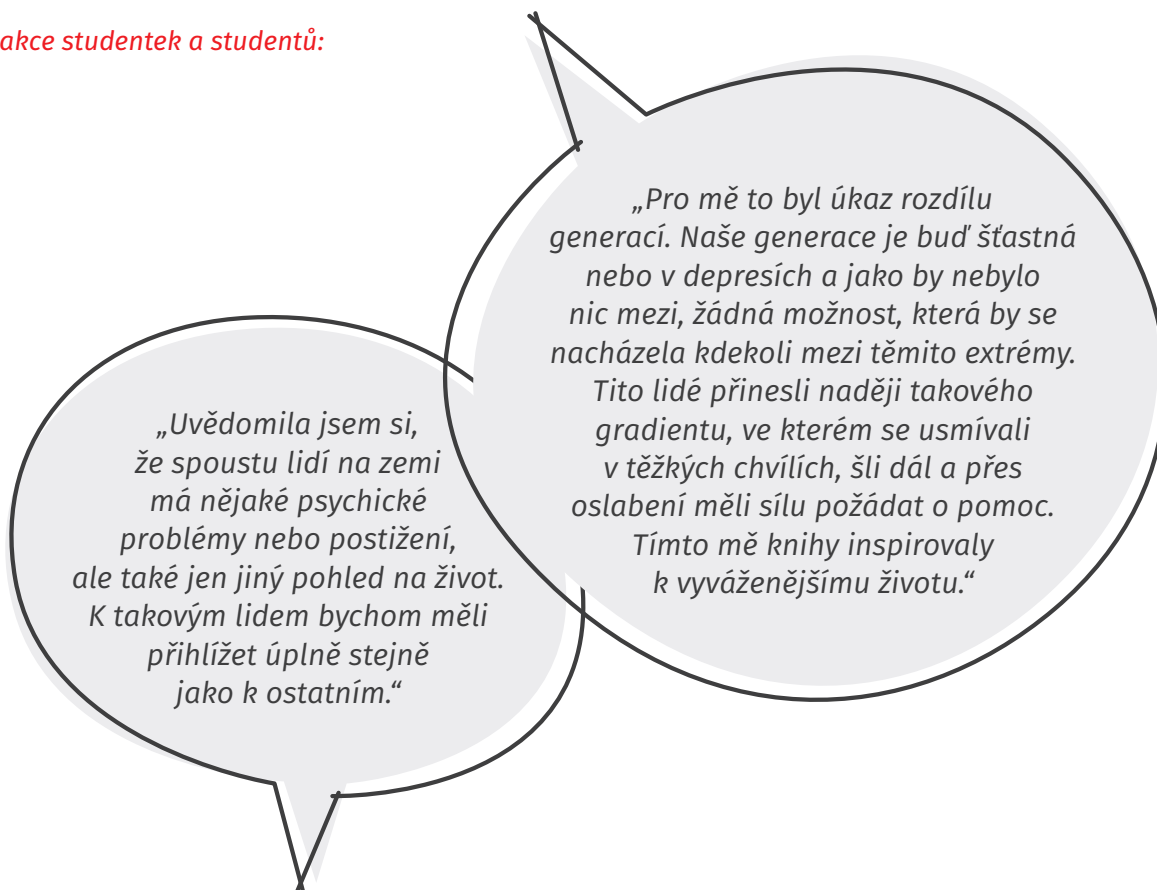 akce studentek a studentů:
„Pro mě to byl úkaz rozdílu
generací. Naše generace je buď šťastná
nebo v depresích a jako by nebylo
nic mezi, žádná možnost, která by se
nacházela kdekoli mezi těmito extrémy.
Tito lidé přinesli naději takového
gradientu, ve kterém se usmívali
v těžkých chvílích, šli dál a přes
oslabení měli sílu požádat o pomoc.
Tímto mě knihy inspirovaly
k vyváženějšímu životu.“
„Uvědomila jsem si,
že spoustu lidí na zemi
má nějaké psychické
problémy nebo postižení,
ale také jen jiný pohled na život.
K takovým lidem bychom měli
přihlížet úplně stejně
jako k ostatním.“